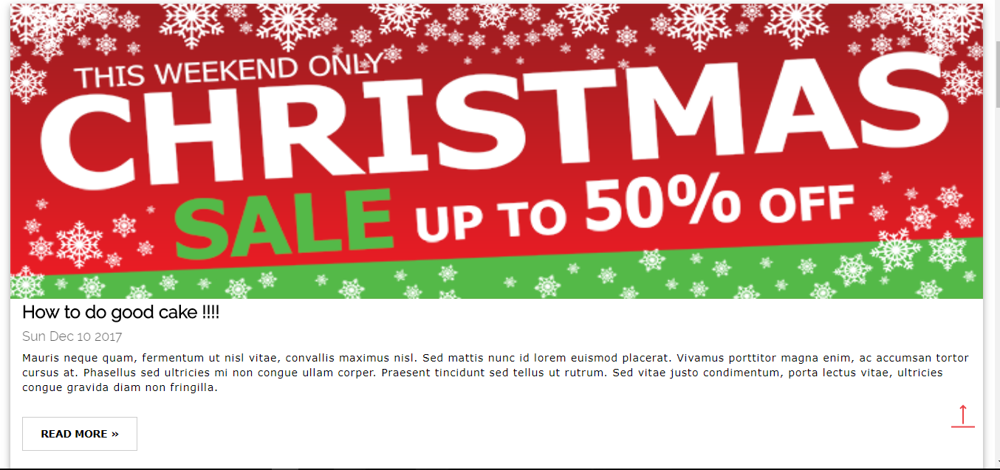 THIS WEEKEND ONLY
CHRISTMAS
SALE UP TO 50% OFF
How to do good cake !!!!
Sun Dec 10 2017
Mauris neque quam, fermentum ut nisl vitae, convallis maximus nisl. Sed mattis nunc id lorem euismod placerat. Vivamus porttitor magna enim, ac accumsan tortor
cursus at. Phasellus sed ultricies mi non congue ullam corper. Praesent tincidunt sed tellus ut rutrum. Sed vitae justo condimentum, porta lectus vitae, ultricies
congue gravida diam non fringilla.
READ MORE »